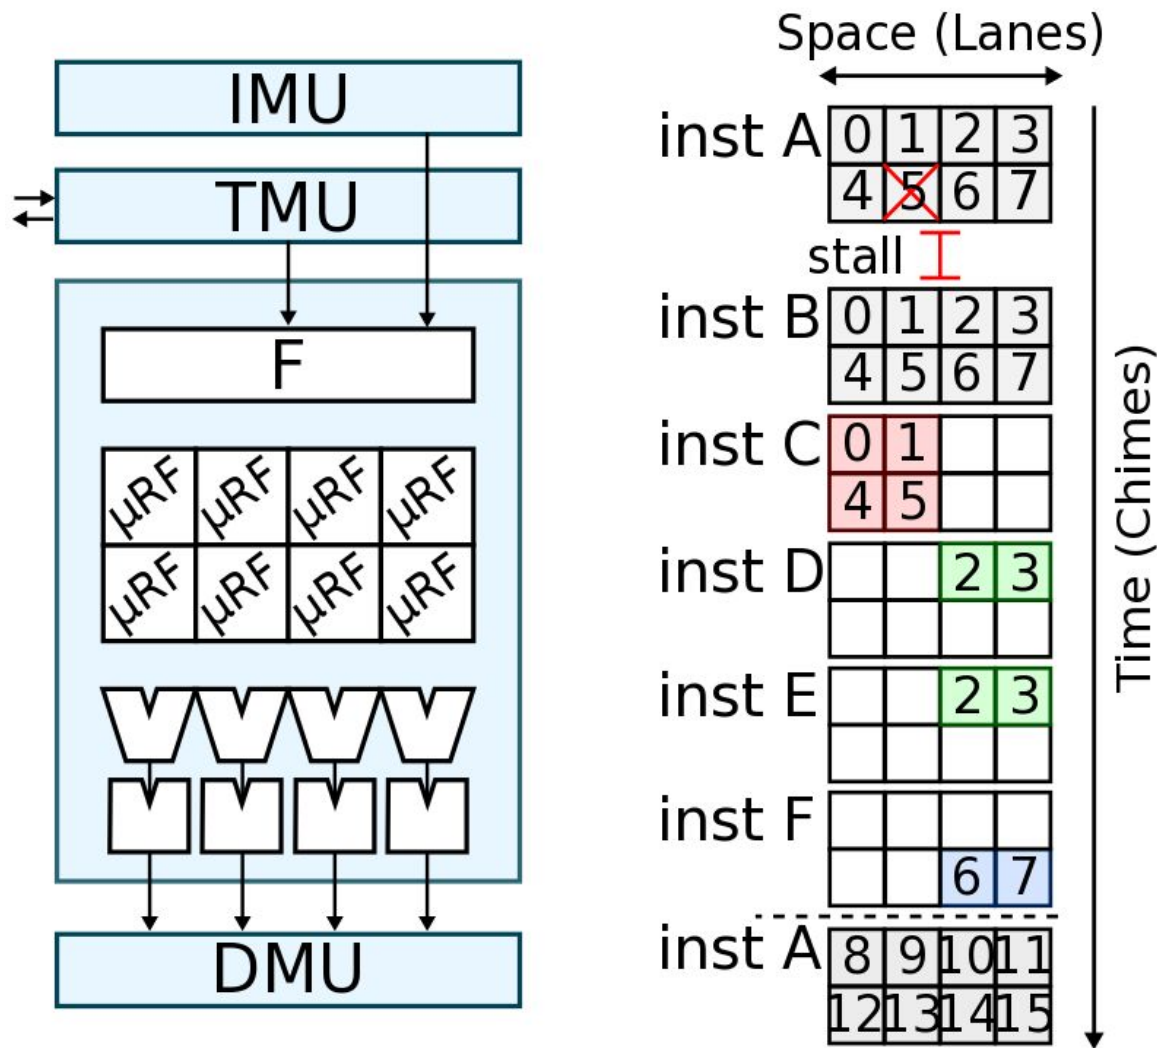 IMU
TMU
F
μRF μRF μRF μRF
μRF μRF μRF μRF
DMU
Space (Lanes)
inst A 0 1 2 3
4 5 6 7
stall
inst B 0 1 2 3
4 5 6 7
inst C 0 1
4 5
inst D 2 3
inst E 2 3
inst F
6 7
inst A 8 9 10 11
12 13 14 15
Time (Chimes)